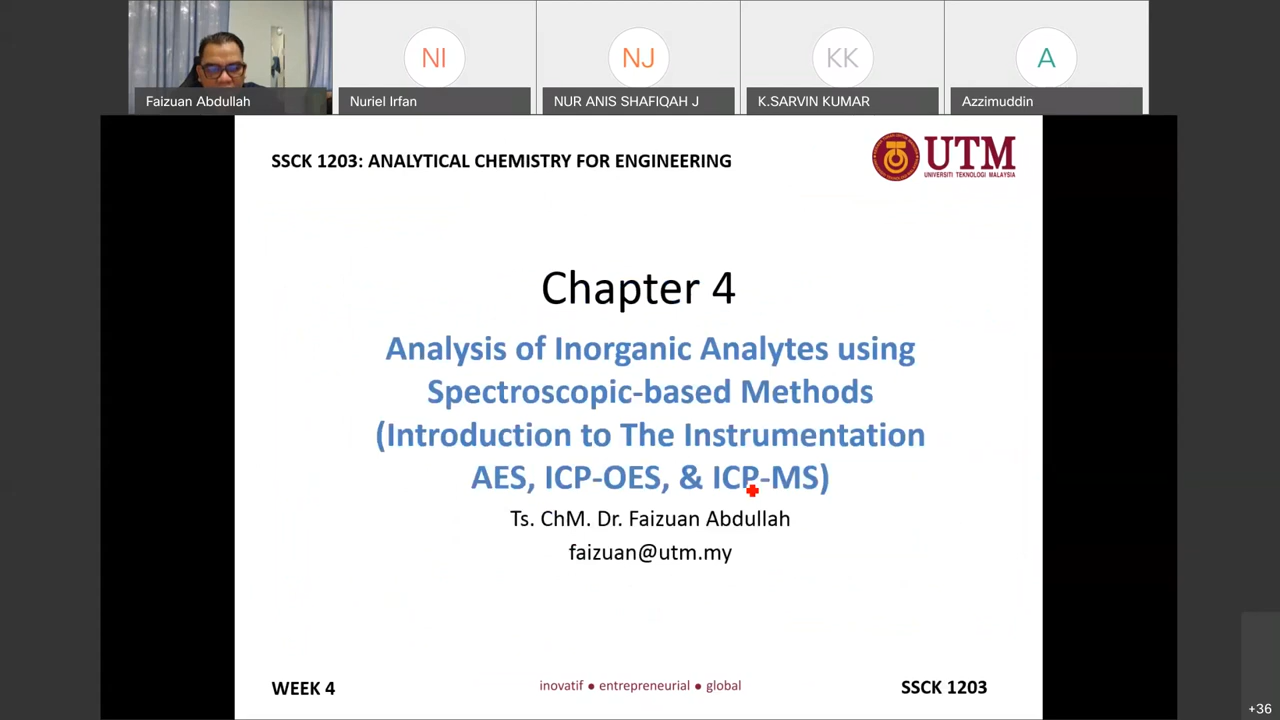 NI
NJ
KK
A
Faizuan Abdullah
Nuriel Irfan
NUR ANIS SHAFIQAH J
K.SARVIN KUMAR
Azzimuddin
SSCK 1203: ANALYTICAL CHEMISTRY FOR ENGINEERING
UTM
UNIVERSITI TEKNOLOGI MALAYSIA
Chapter 4
Analysis of Inorganic Analytes using
Spectroscopic-based Methods
(Introduction to The Instrumentation
AES, ICP-OES, & ICP-MS)
Ts. ChM. Dr. Faizuan Abdullah
faizuan@utm.my
WEEK 4
inovatif ● entrepreneurial ● global
SSCK 1203
+36